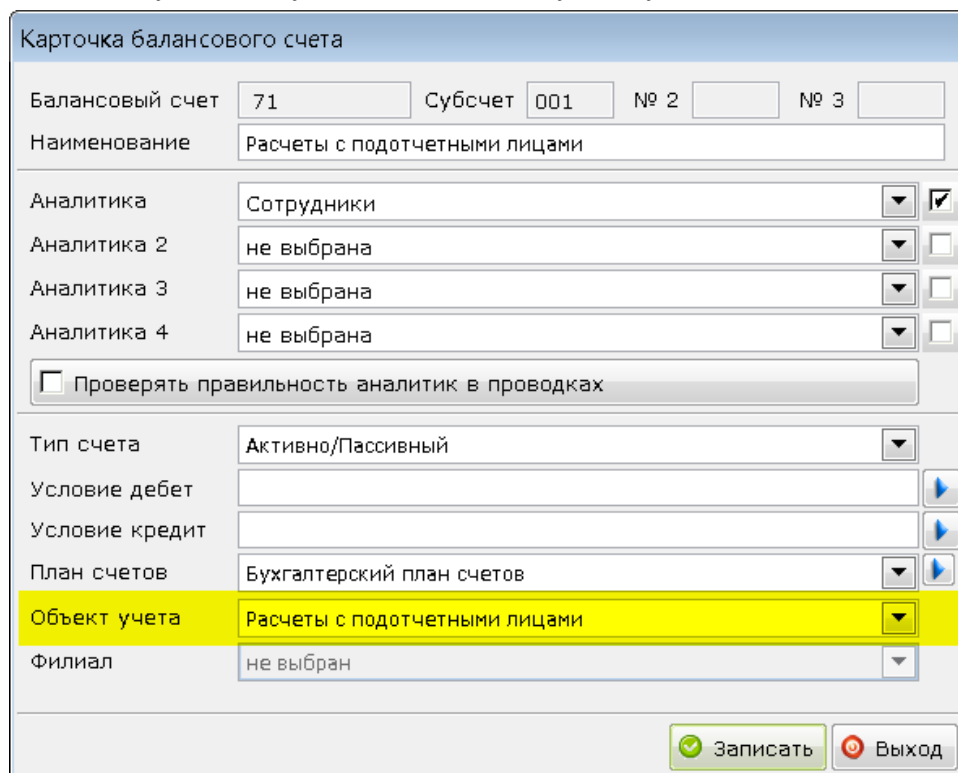 Карточка балансового счета
Балансовый счет 71 Субсчет 001 № 2 № 3
Наименование Расчеты с подотчетными лицами
Аналитика Сотрудники
Аналитика 2 не выбрана
Аналитика 3 не выбрана
Аналитика 4 не выбрана
Проверять правильность аналитик в проводках
Тип счета Активно/Пассивный
Условие дебет
Условие кредит
План счетов Бухгалтерский план счетов
Объект учета Расчеты с подотчетными лицами
Филиал не выбран
Записать Выход